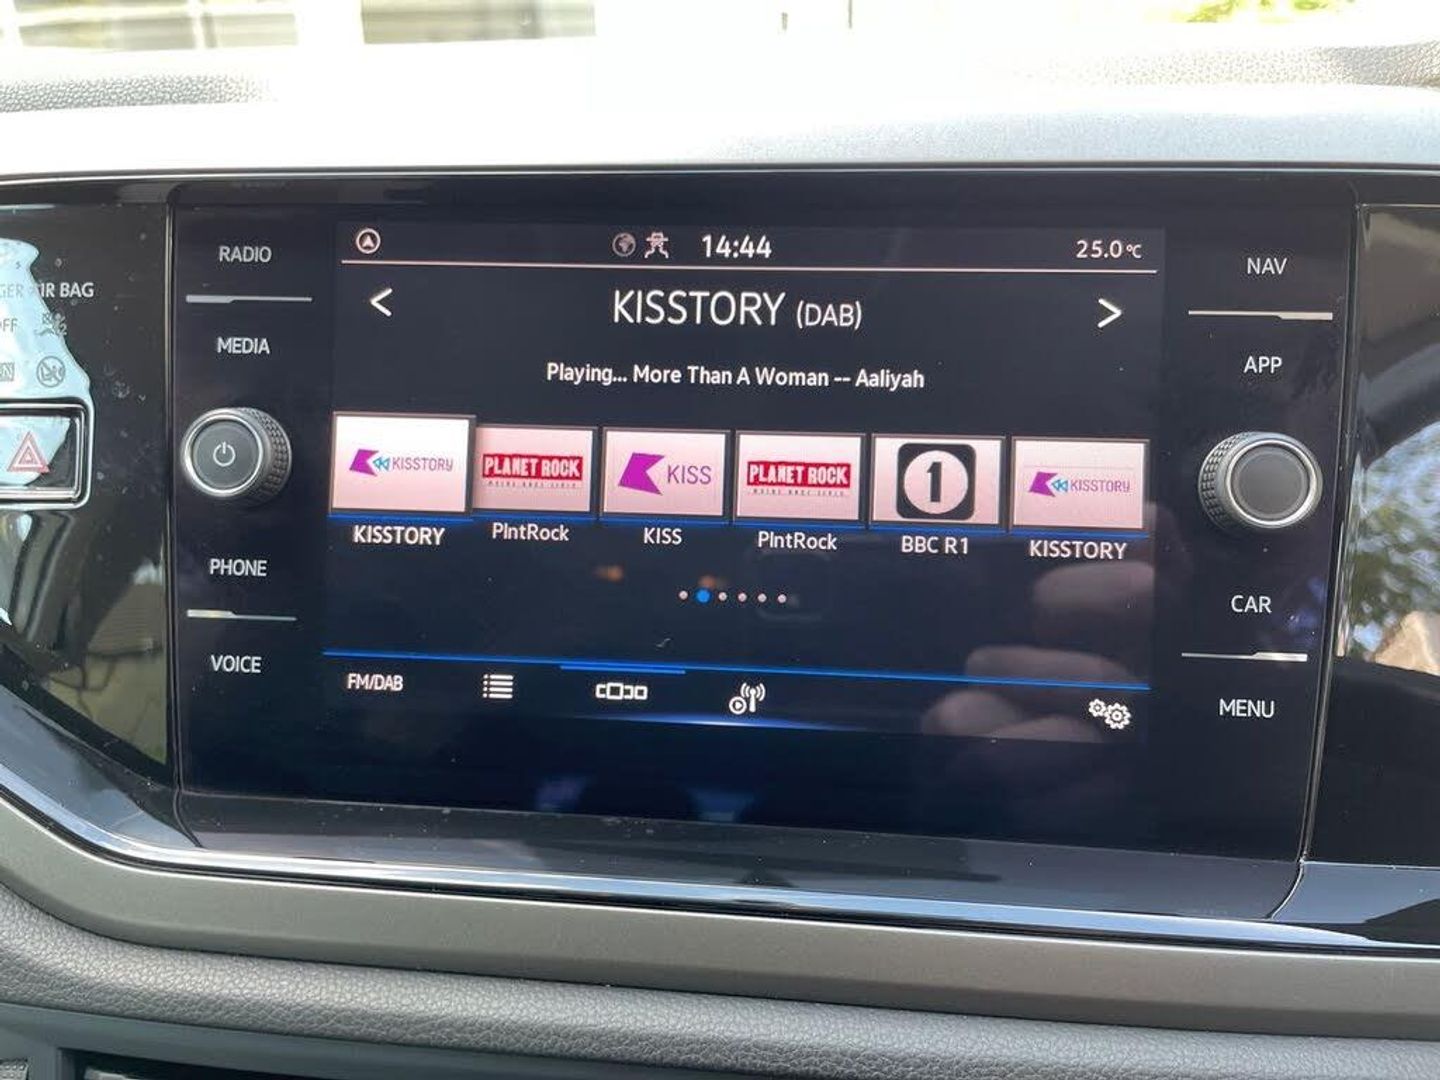 14:44
25.0°C
RADIO
NAV
KISSTORY (DAB)
AIR BAG
MEDIA
APP
Playing... More Than A Woman -- Aaliyah
KISSTORY
PLANET ROCK
KISS
PLANET ROCK
1
KISSTORY
KISSTORY
PlntRock
KISS
PlntRock
BBC R1
KISSTORY
PHONE
CAR
VOICE
FM/DAB
MENU